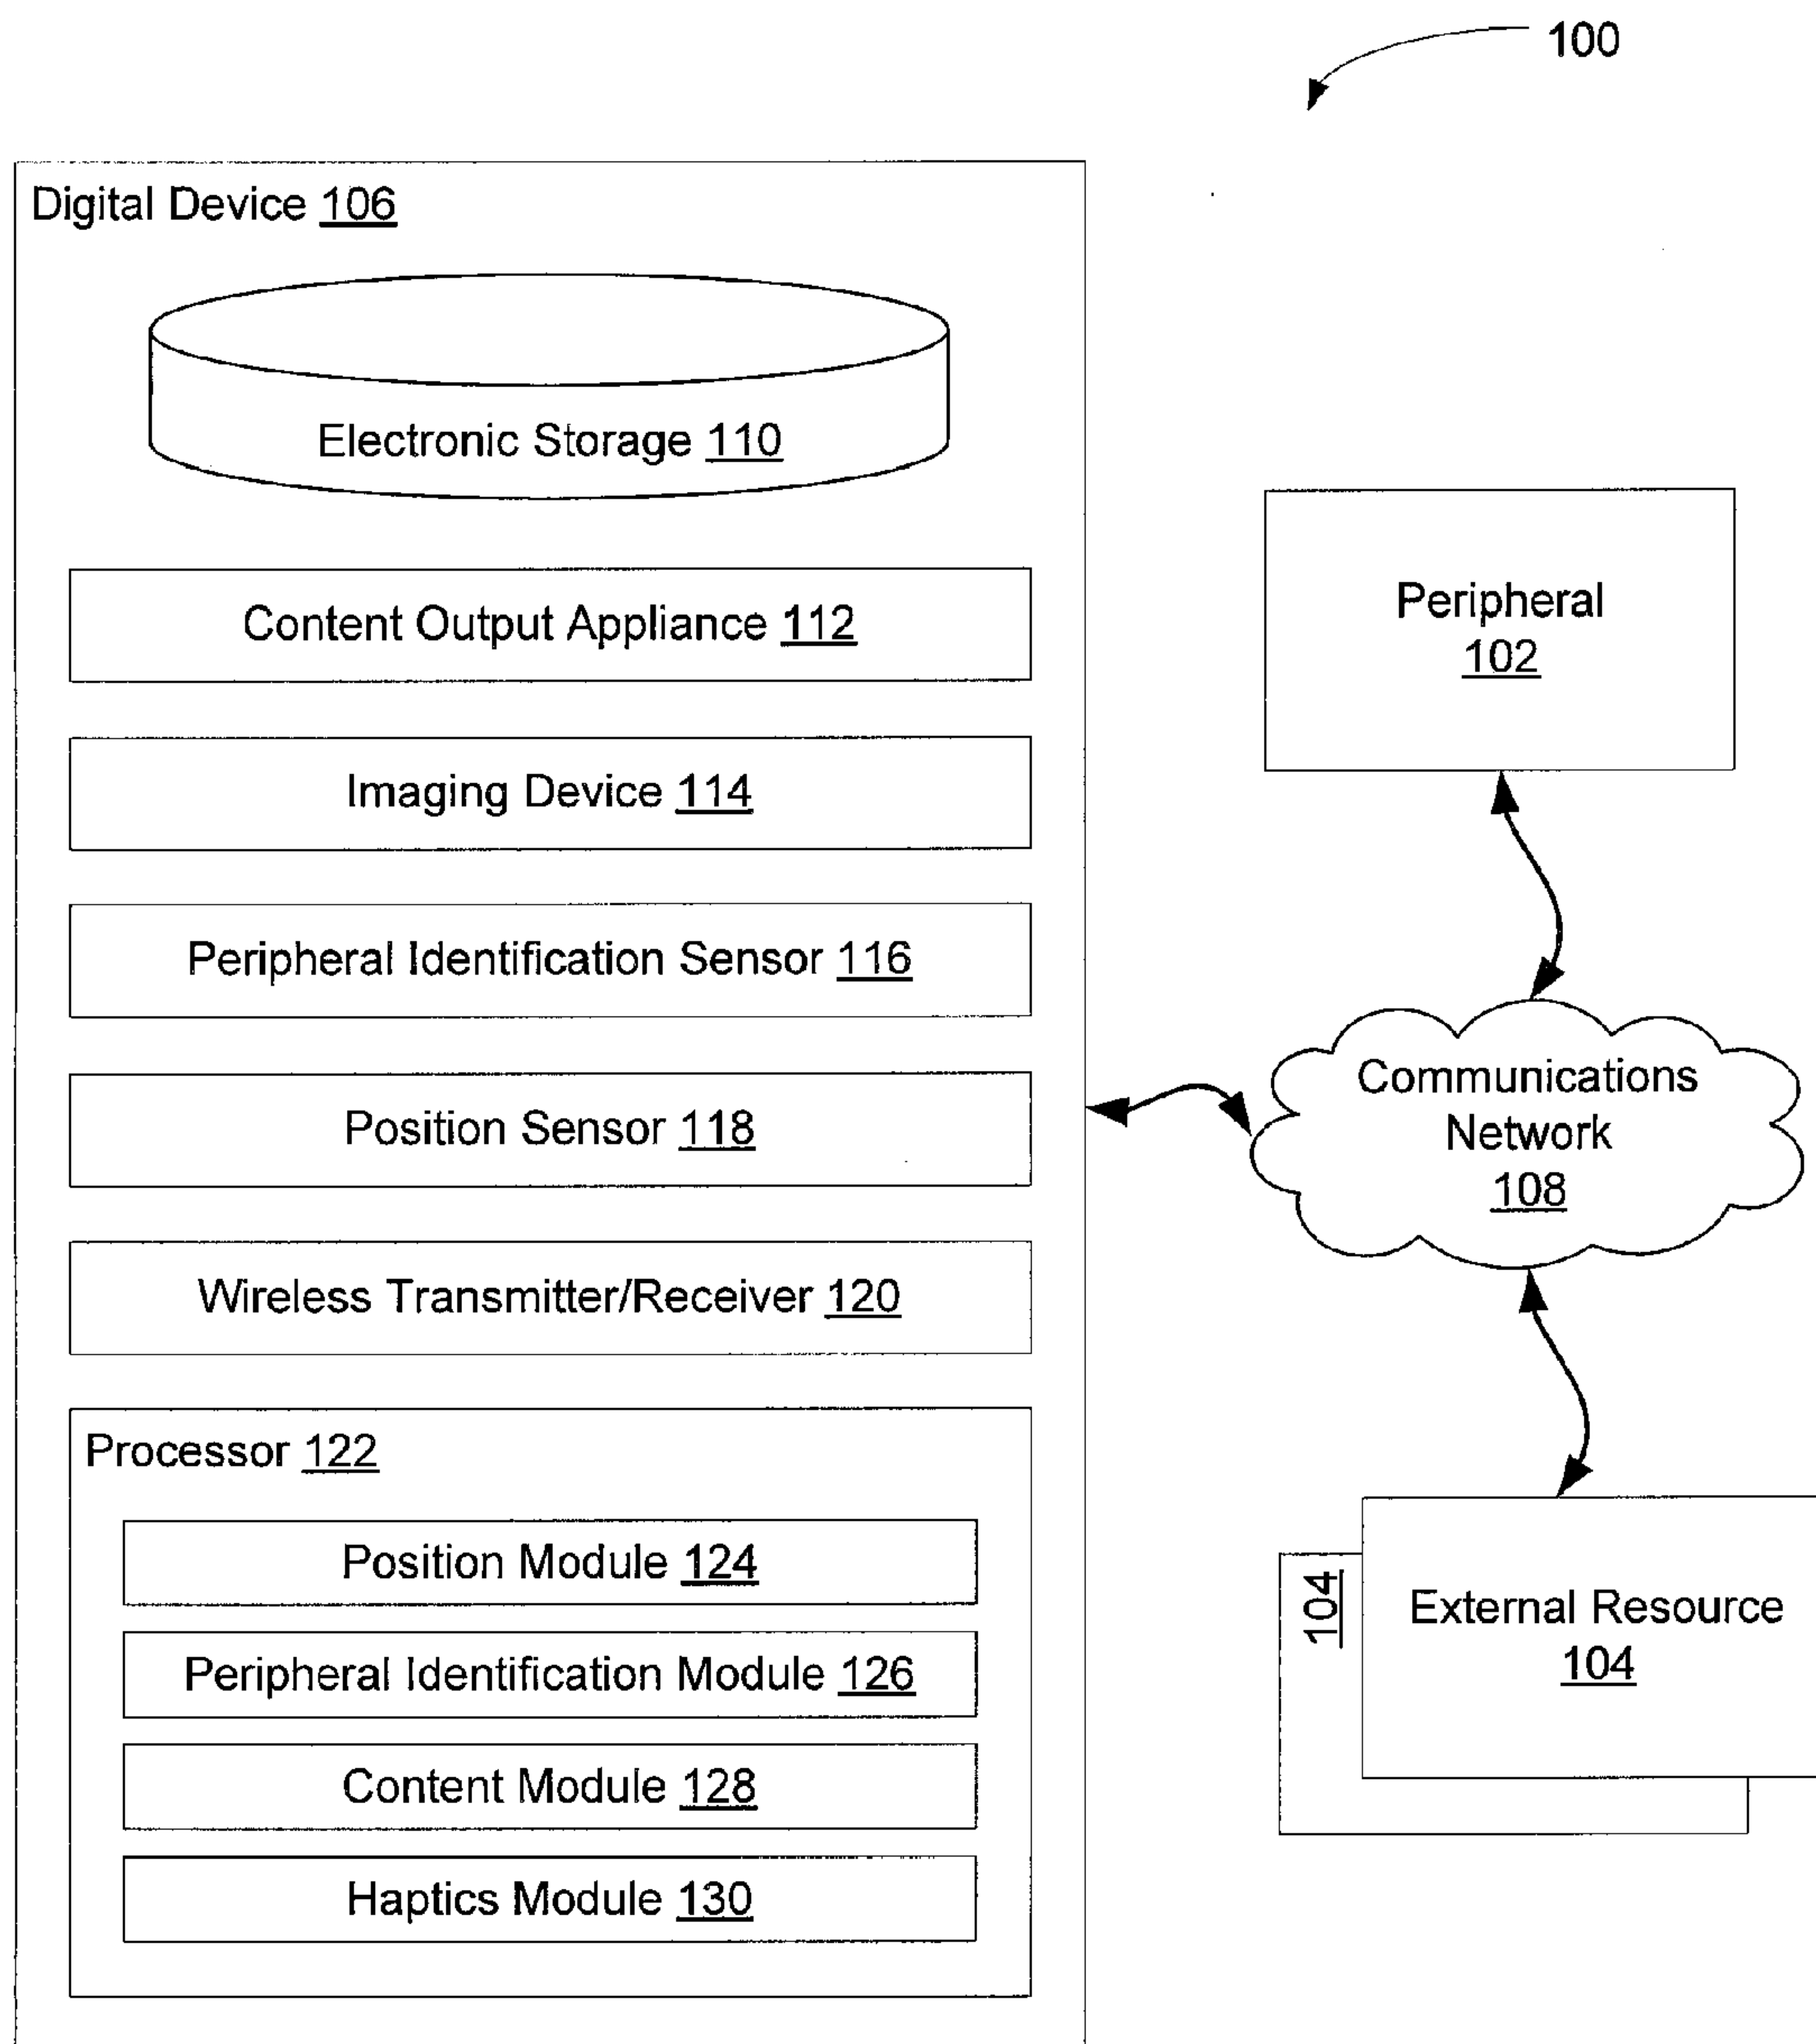 100
Digital Device 106
Electronic Storage 110
Content Output Appliance 112
Imaging Device 114
Peripheral Identification Sensor 116
Position Sensor 118
Wireless Transmitter/Receiver 120
Processor 122
Position Module 124
Peripheral Identification Module 126
Content Module 128
Haptics Module 130
Peripheral
102
Communications
Network
108
104
External Resource
104